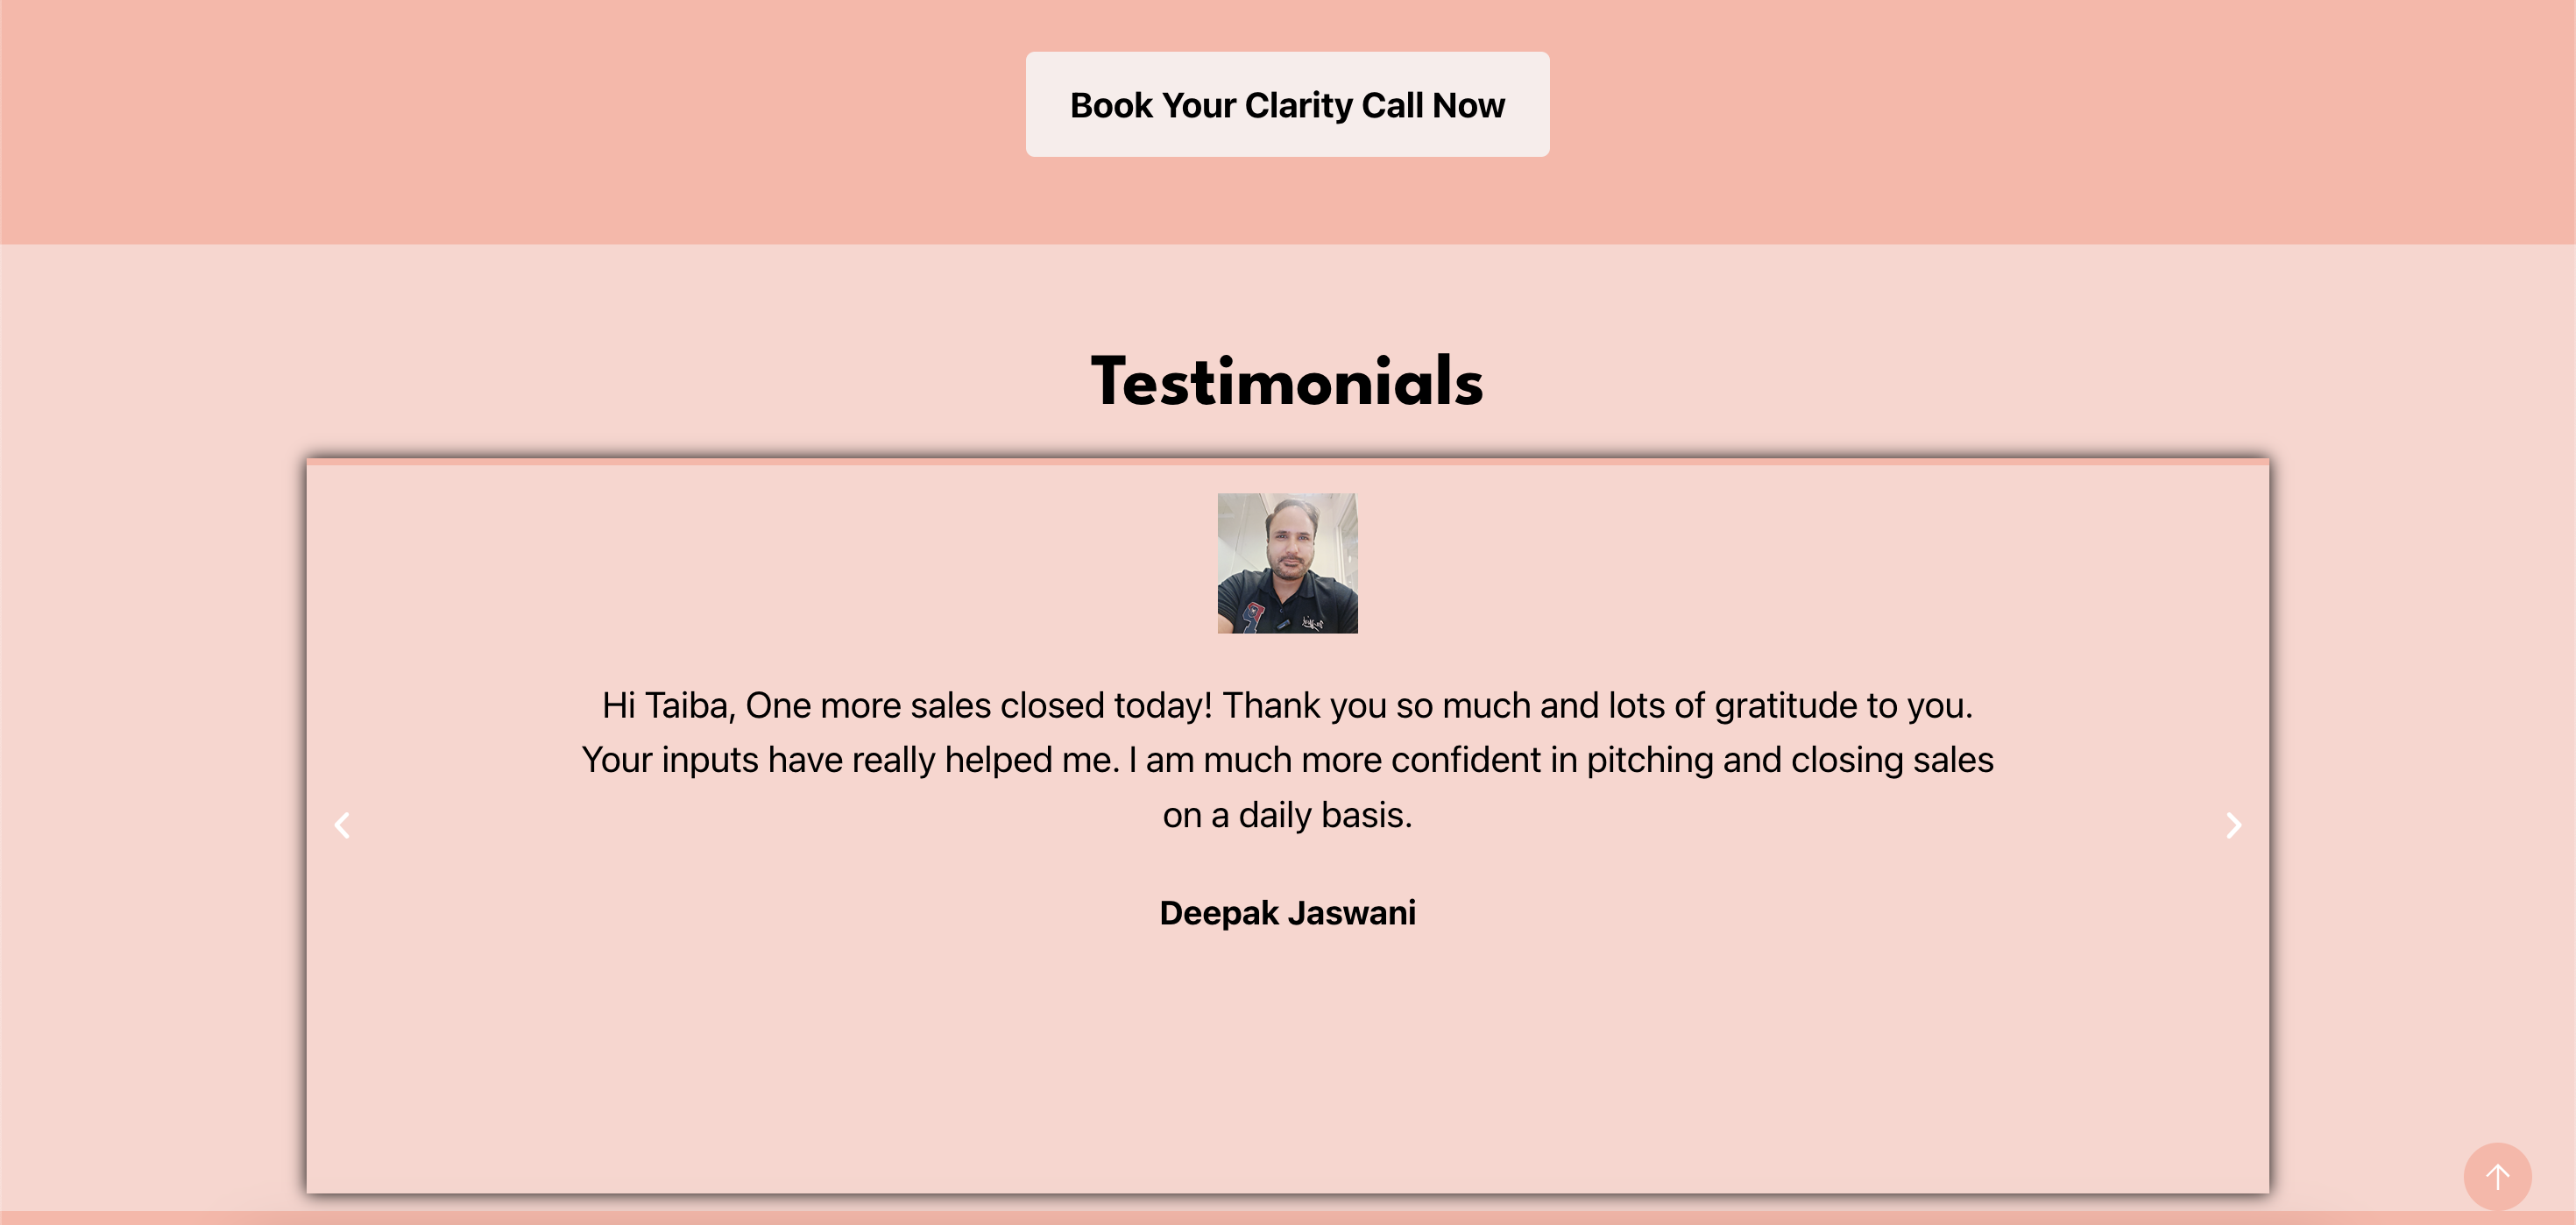 Book Your Clarity Call Now
Testimonials
Hi Taiba, One more sales closed today! Thank you so much and lots of gratitude to you.
Your inputs have really helped me. I am much more confident in pitching and closing sales
on a daily basis.
Deepak Jaswani